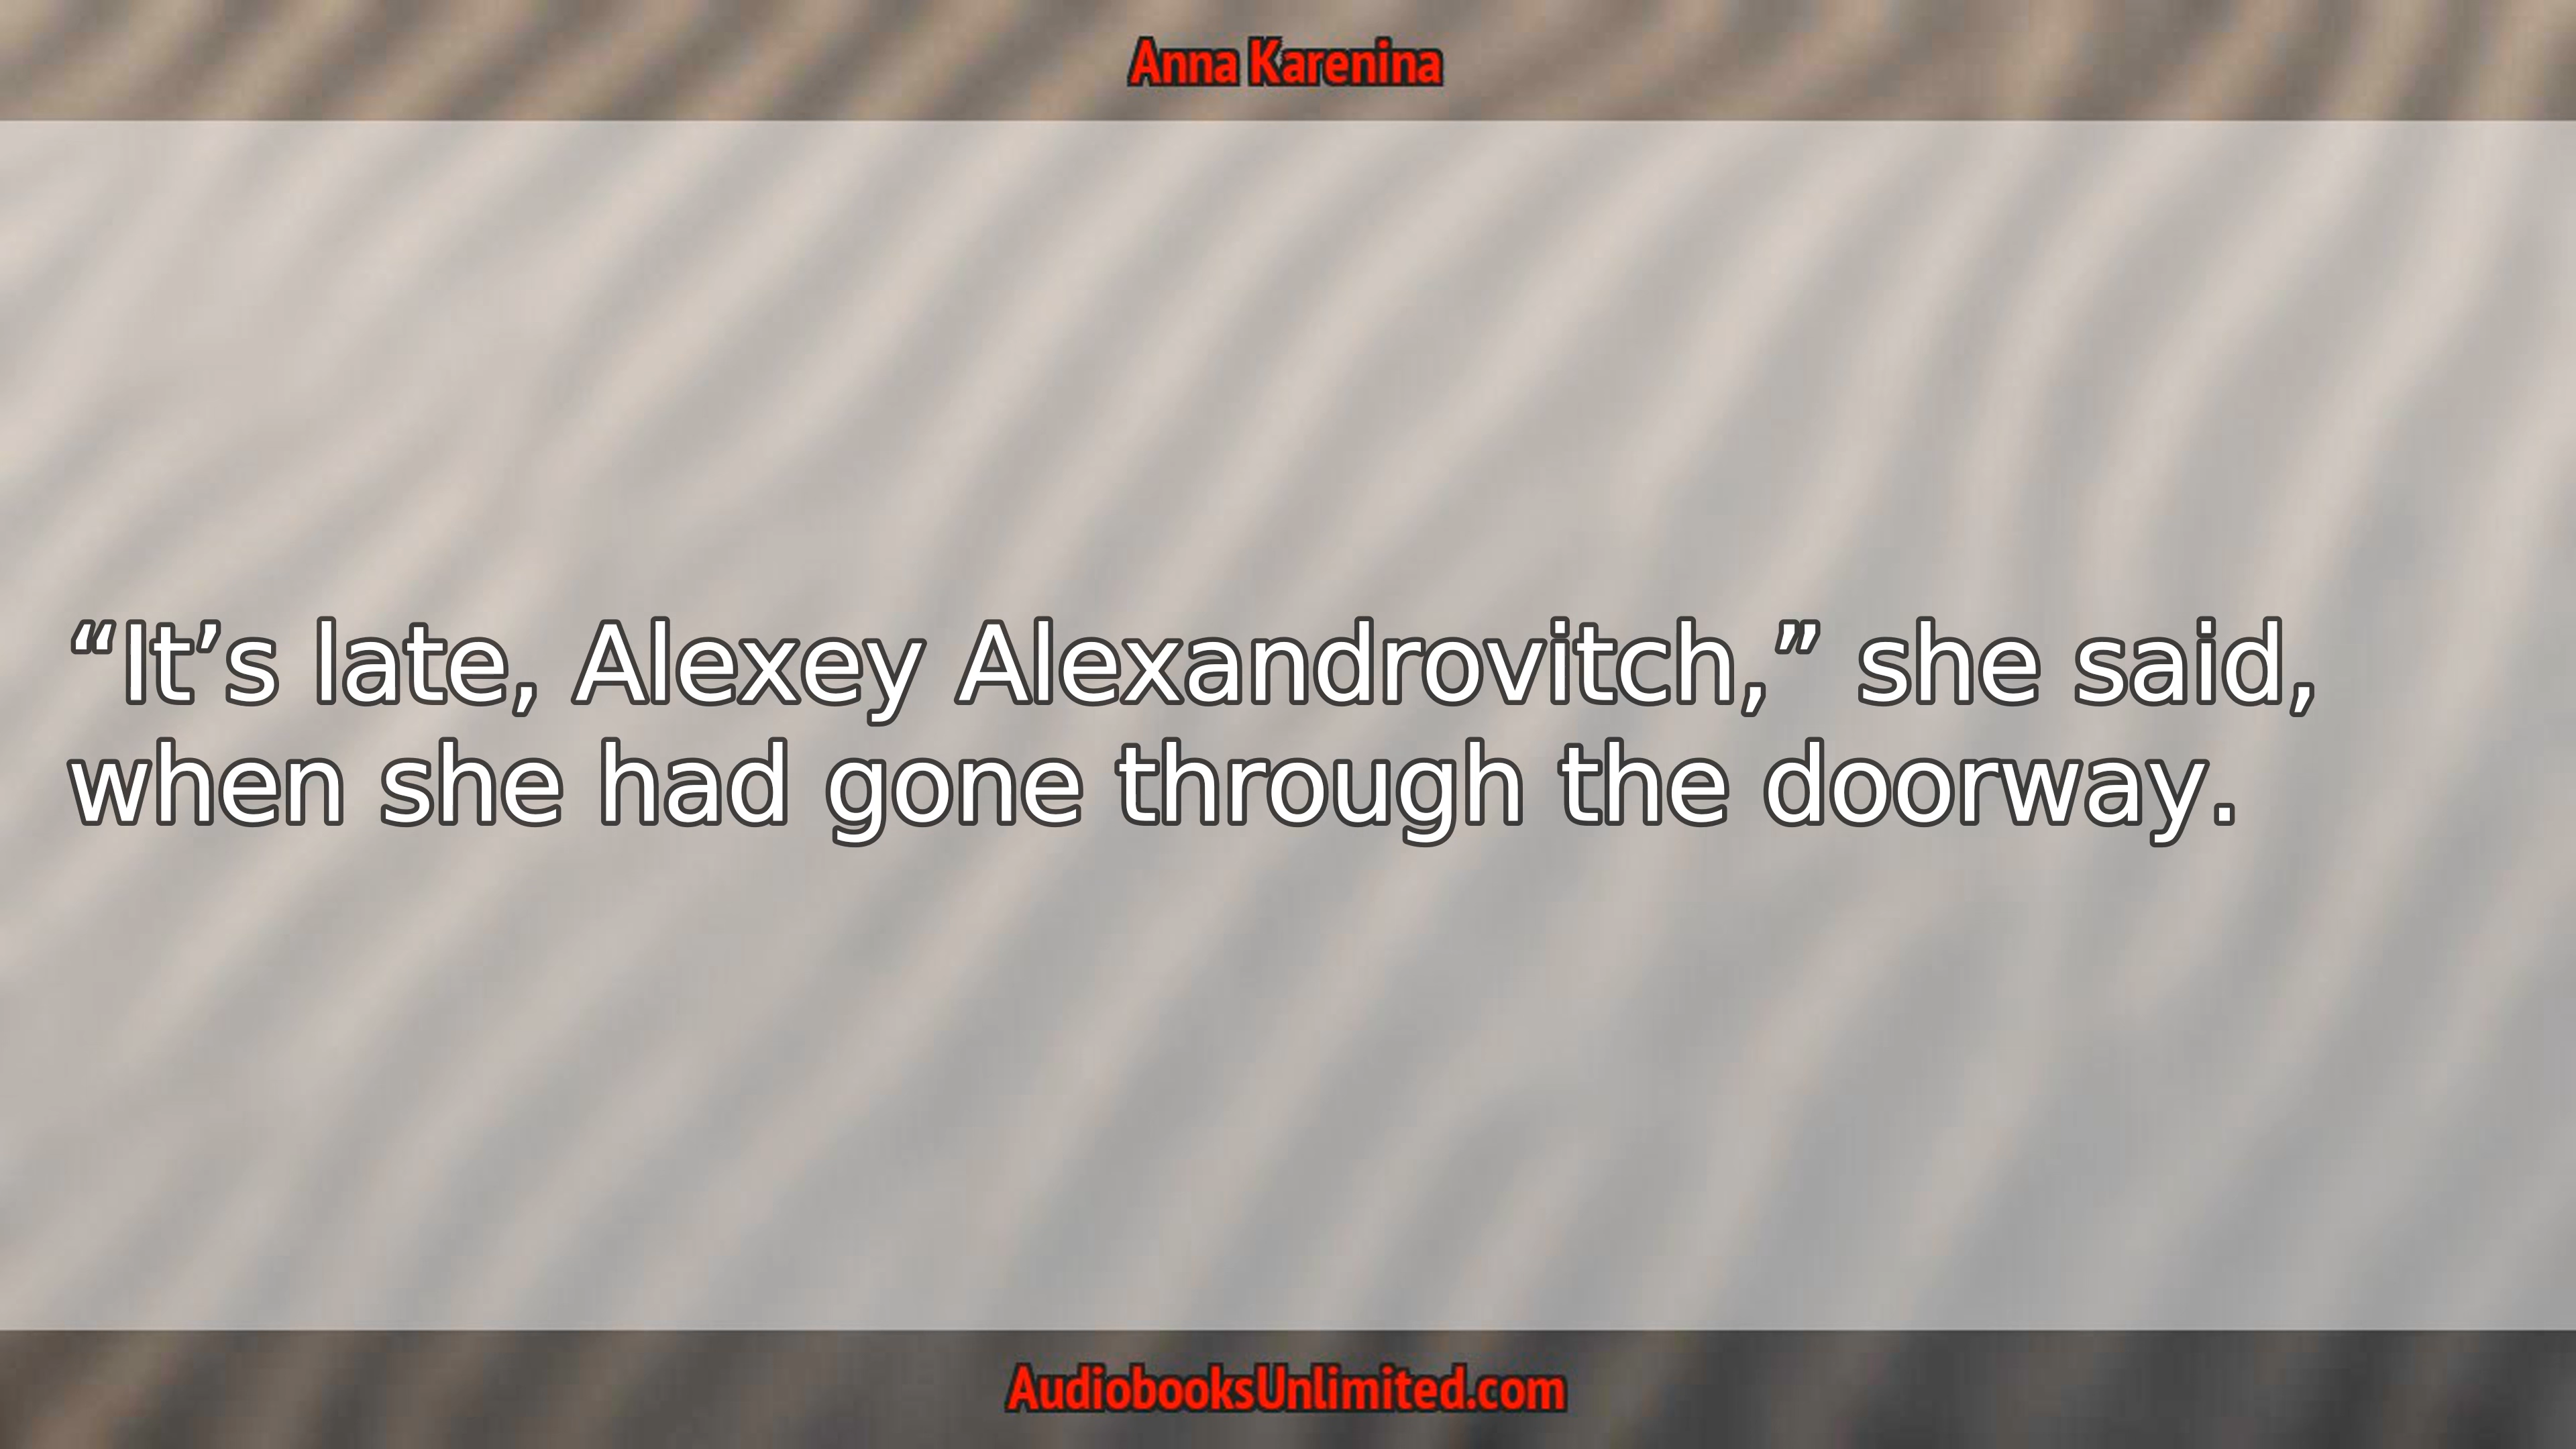 Anna Karenina
“It’s late, Alexey Alexandrovitch,” she said,
when she had gone through the doorway.
AudiobooksUnlimited.com